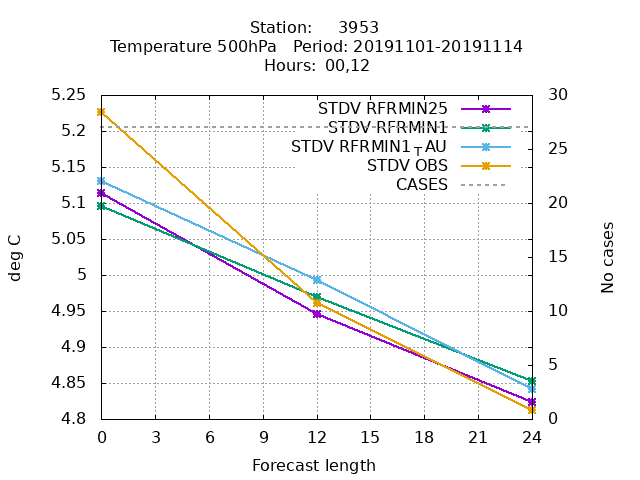 Station:     3953
Temperature 500hPa   Period: 20191101-20191114
Hours: 00,12
deg C
5.25
5.2
5.15
5.1
5.05
5
4.95
4.9
4.85
4.8
STDV RFRMIN25
STDV RFRMIN1
STDV RFRMIN1TAU
STDV OBS
CASES
30
25
20
15
10
5
0
No cases
0 3 6 9 12 15 18 21 24
Forecast length